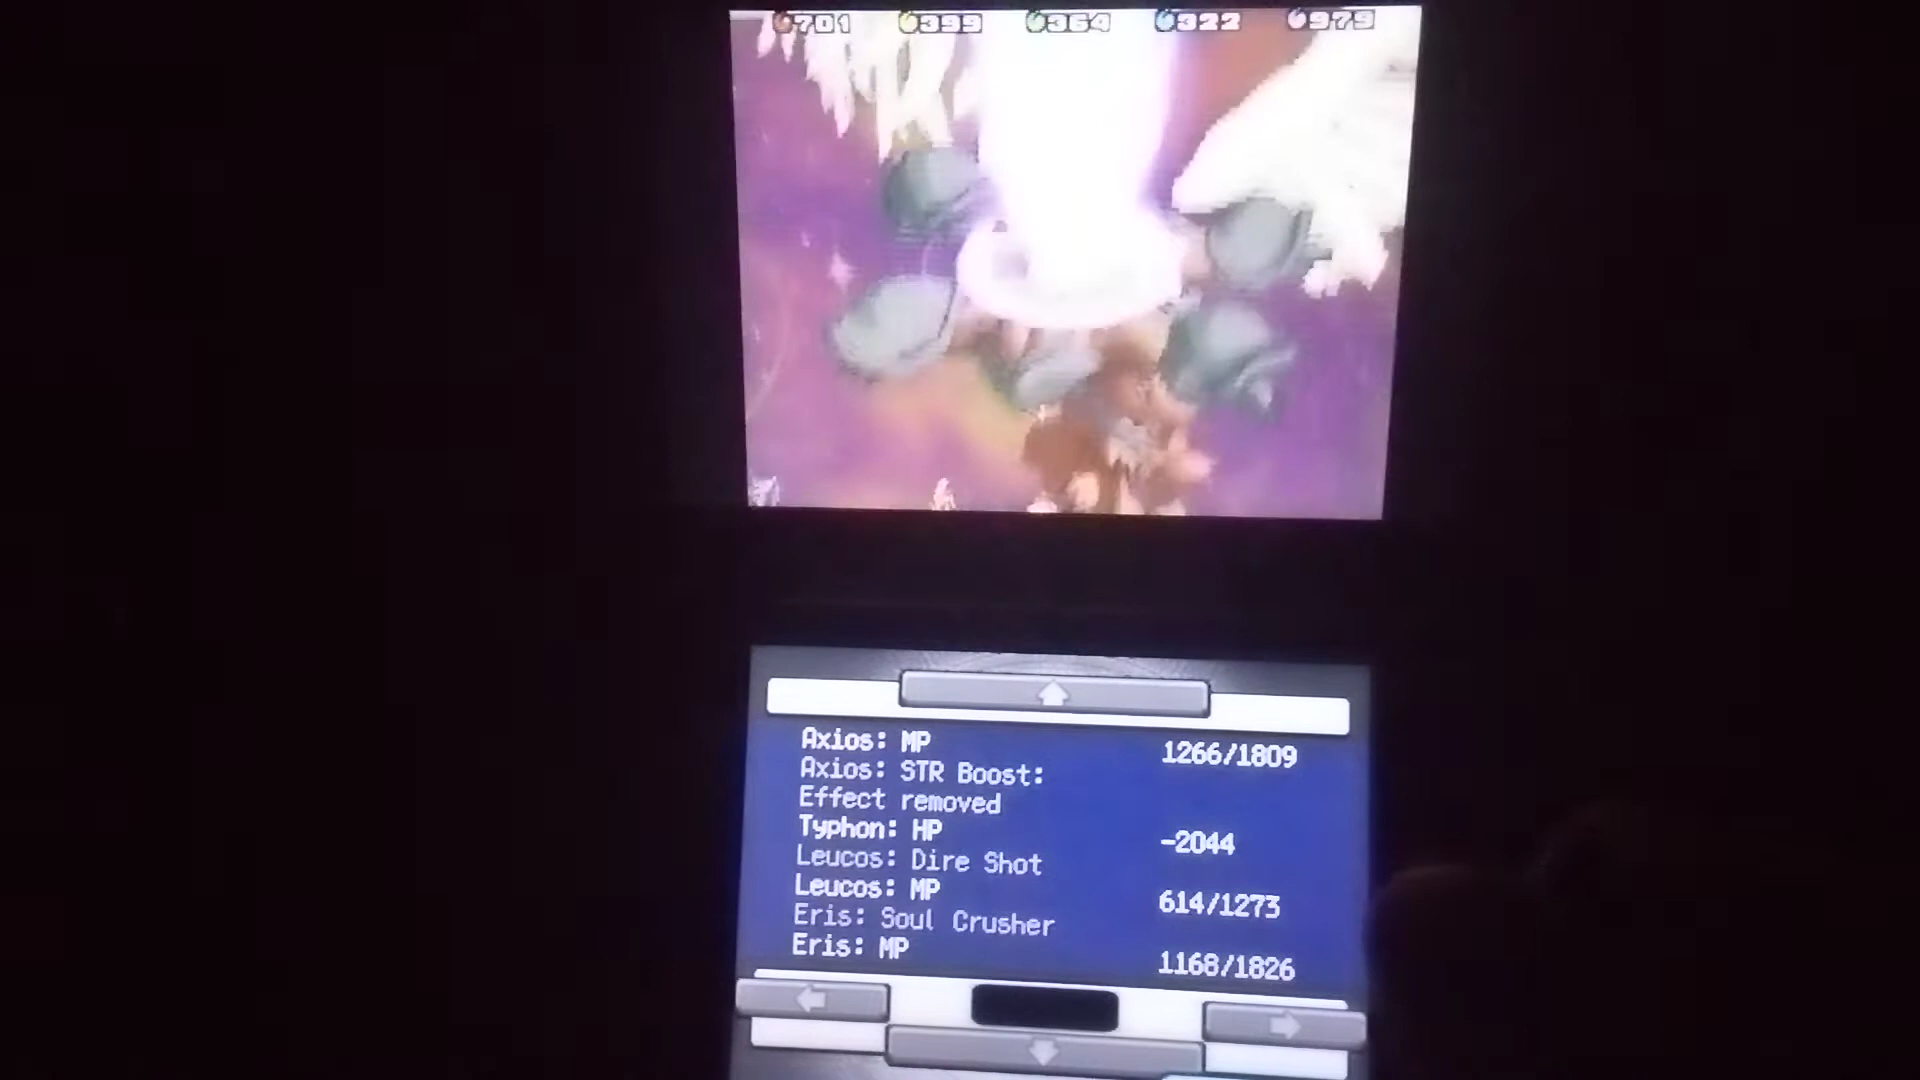 701 399 364 322 979
Axios: MP 1266/1809
Axios: STR Boost:
Effect removed
Typhon: HP -2044
Leucos: Dire Shot
Leucos: MP 614/1273
Eris: Soul Crusher
Eris: MP 1168/1826